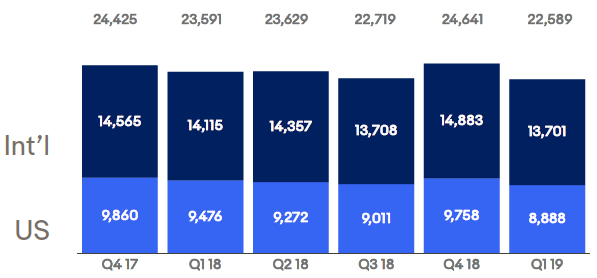 24,425 23,591 23,629 22,719 24,641 22,589
14,565 14,115 14,357 13,708 14,883 13,701
Int'l
9,860 9,476 9,272 9,011 9,758 8,888
US
Q4 17 Q1 18 Q2 18 Q3 18 Q4 18 Q1 19